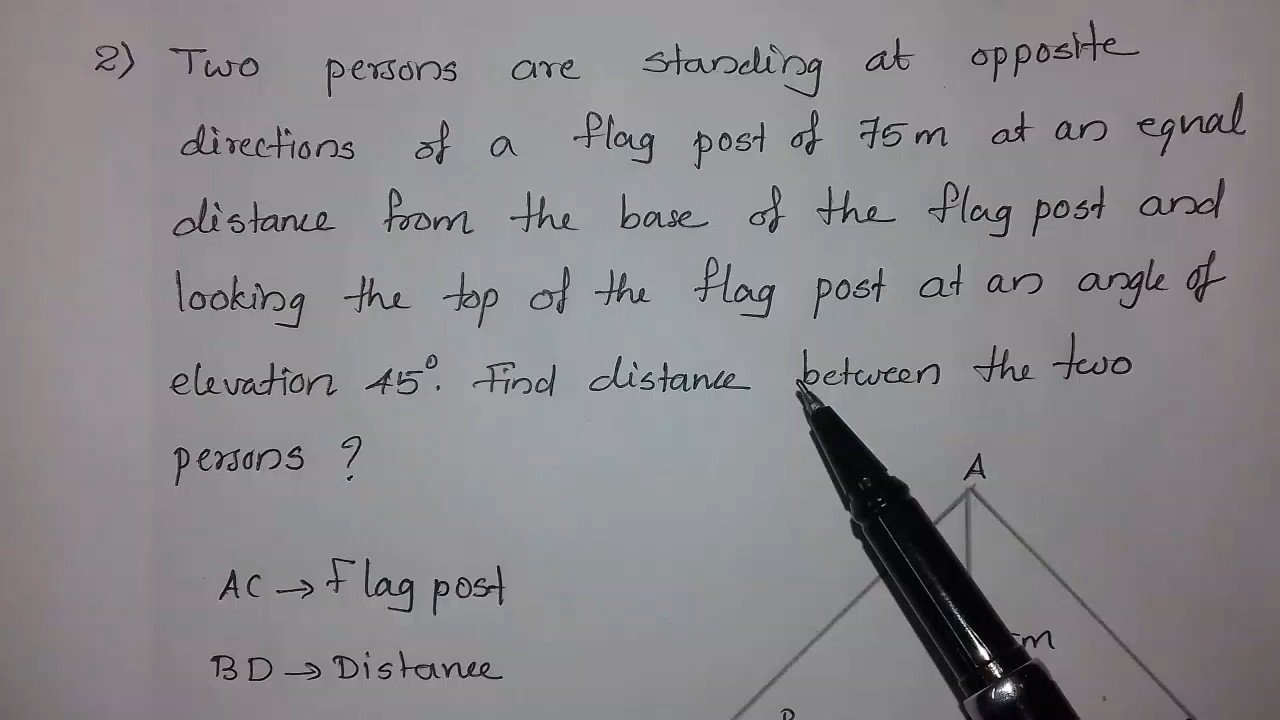 2) Two persons are standing at opposite
directions of a flag post of 75m at an equal
distance from the base of the flag post and
looking the top of the flag post at an angle of
elevation 45°. Find distance between the two
persons ?
A
AC → Flag post
m
BD → Distance